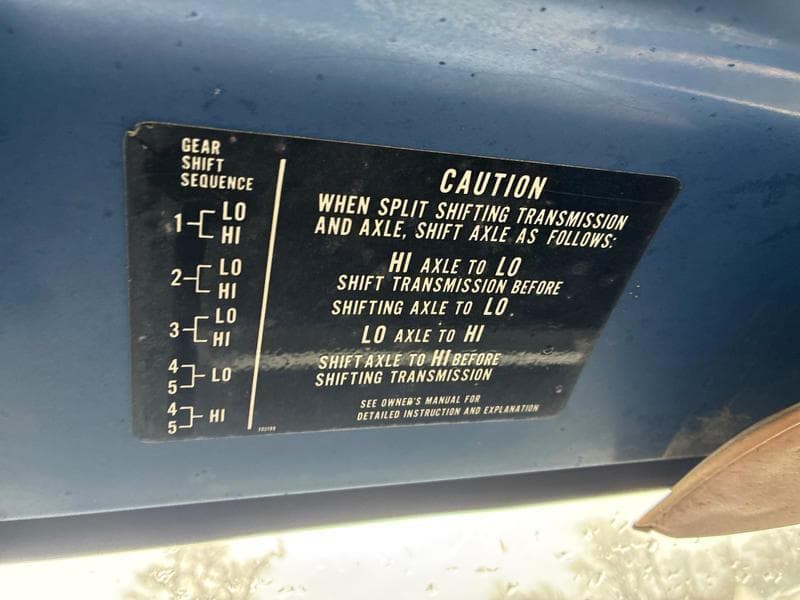 GEAR
SHIFT
SEQUENCE
1 LO
HI
2 LO
HI
3 LO
HI
4
5 LO
4
5 HI
CAUTION
WHEN SPLIT SHIFTING TRANSMISSION
AND AXLE, SHIFT AXLE AS FOLLOWS:
HI AXLE TO LO
SHIFT TRANSMISSION BEFORE
SHIFTING AXLE TO LO.
LO AXLE TO HI
SHIFT AXLE TO HI BEFORE
SHIFTING TRANSMISSION
SEE OWNER'S MANUAL FOR
DETAILED INSTRUCTION AND EXPLANATION